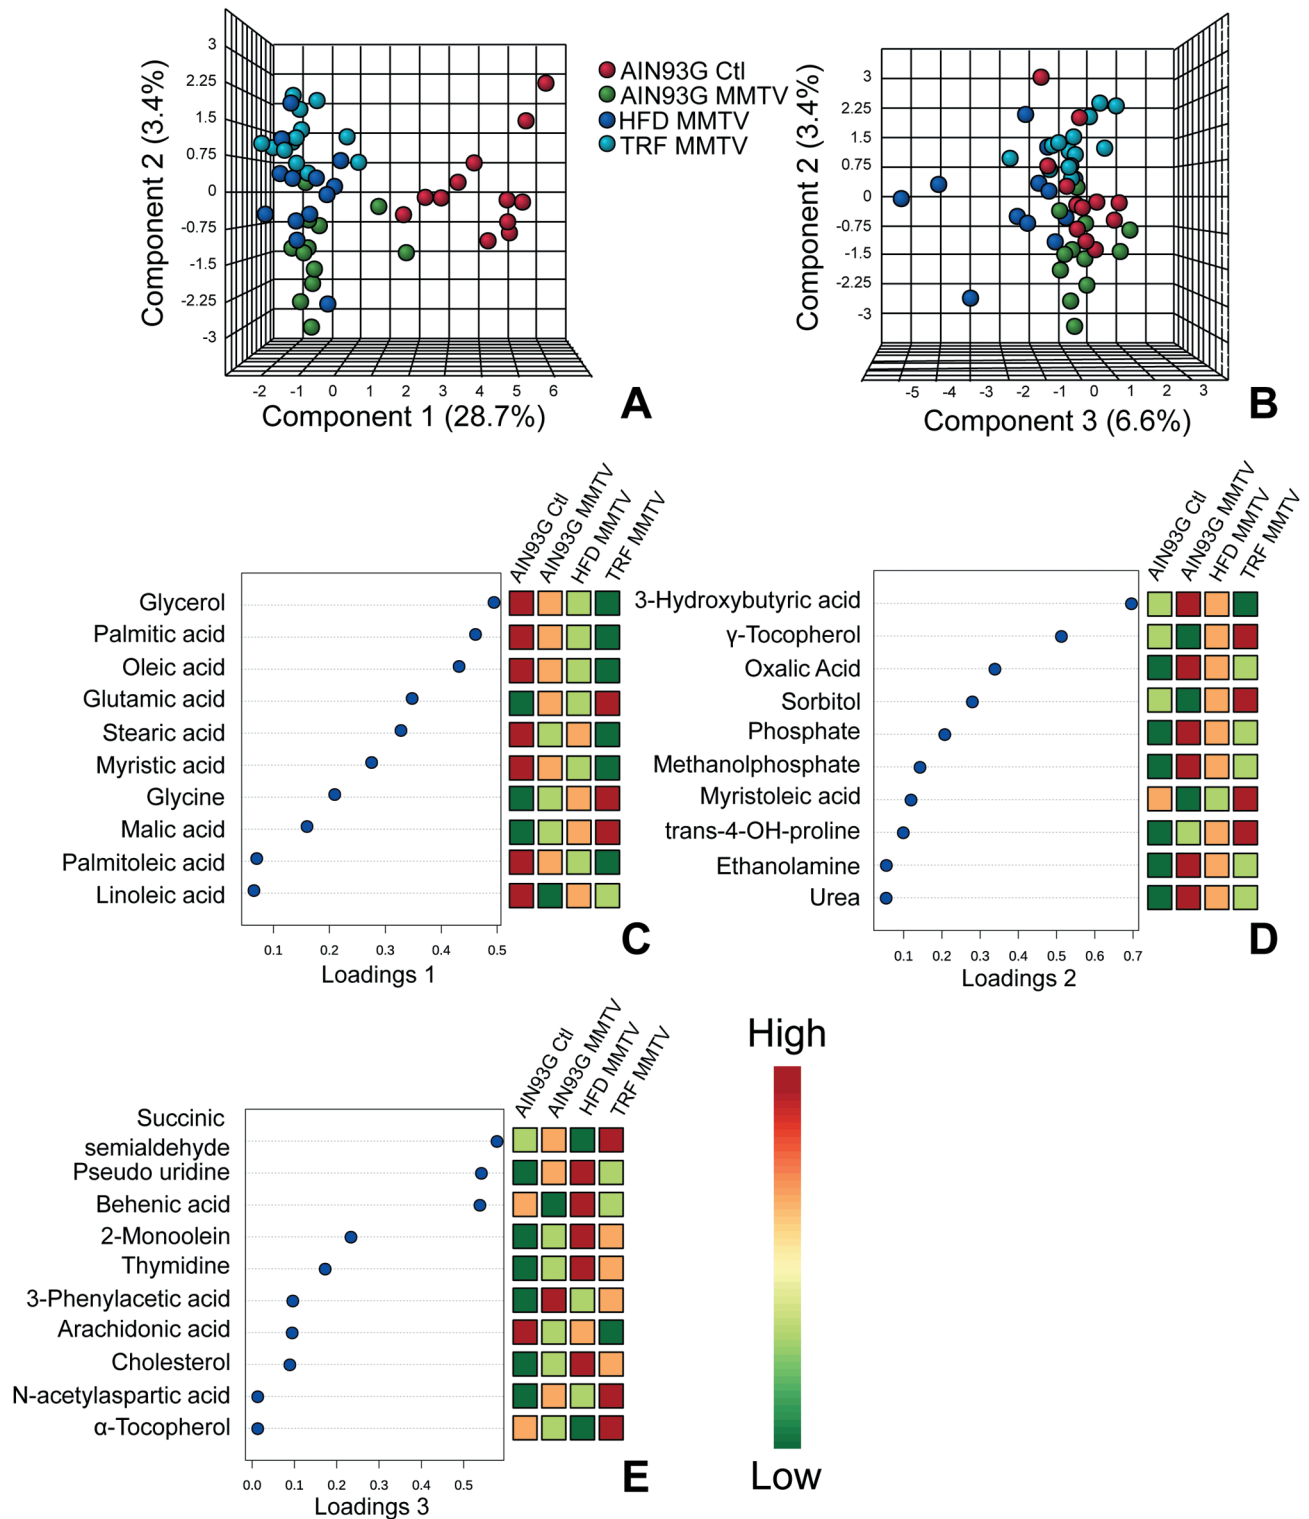 3
2.25
1.5
0.75
0
-0.75
-1.5
-2.25
-3
Component 2 (3.4%)
-2 -1 0 1 2 3 4 5 6
Component 1 (28.7%)
A
AIN93G Ctl
AIN93G MMTV
HFD MMTV
TRF MMTV
3
2.25
1.5
0.75
0
-0.75
-1.5
-2.25
-3
Component 2 (3.4%)
-5 -4 -3 -2 -1 0 1 2 3
Component 3 (6.6%)
B
AIN93G Ctl
AIN93G MMTV
HFD MMTV
TRF MMTV
Glycerol
Palmitic acid
Oleic acid
Glutamic acid
Stearic acid
Myristic acid
Glycine
Malic acid
Palmitoleic acid
Linoleic acid
0.1 0.2 0.3 0.4 0.5
Loadings 1
C
AIN93G Ctl
AIN93G MMTV
HFD MMTV
TRF MMTV
3-Hydroxybutyric acid
γ-Tocopherol
Oxalic Acid
Sorbitol
Phosphate
Methanolphosphate
Myristoleic acid
trans-4-OH-proline
Ethanolamine
Urea
0.1 0.2 0.3 0.4 0.5 0.6 0.7
Loadings 2
D
AIN93G Ctl
AIN93G MMTV
HFD MMTV
TRF MMTV
Succinic
semialdehyde
Pseudo uridine
Behenic acid
2-Monoolein
Thymidine
3-Phenylacetic acid
Arachidonic acid
Cholesterol
N-acetylaspartic acid
α-Tocopherol
0.0 0.1 0.2 0.3 0.4 0.5
Loadings 3
E
High
Low